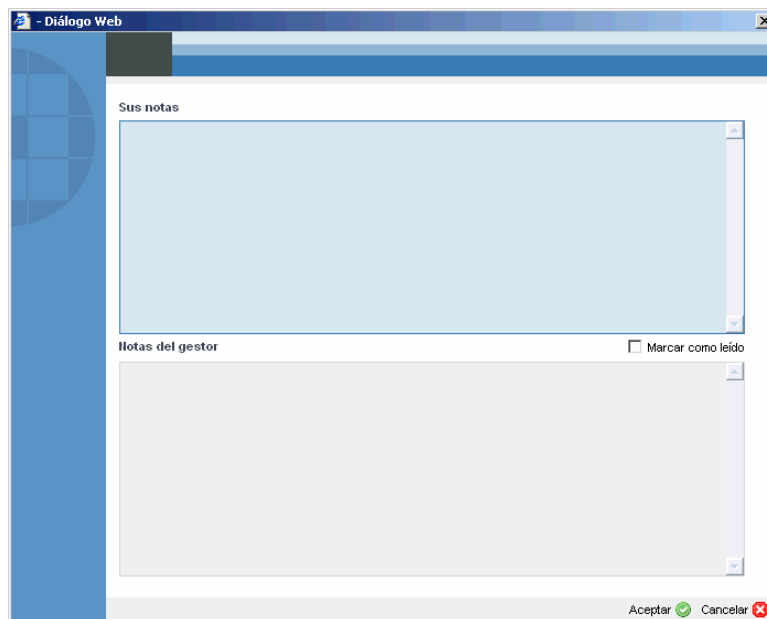 - Diálogo Web
Sus notas
Notas del gestor
Marcar como leído
Aceptar
Cancelar